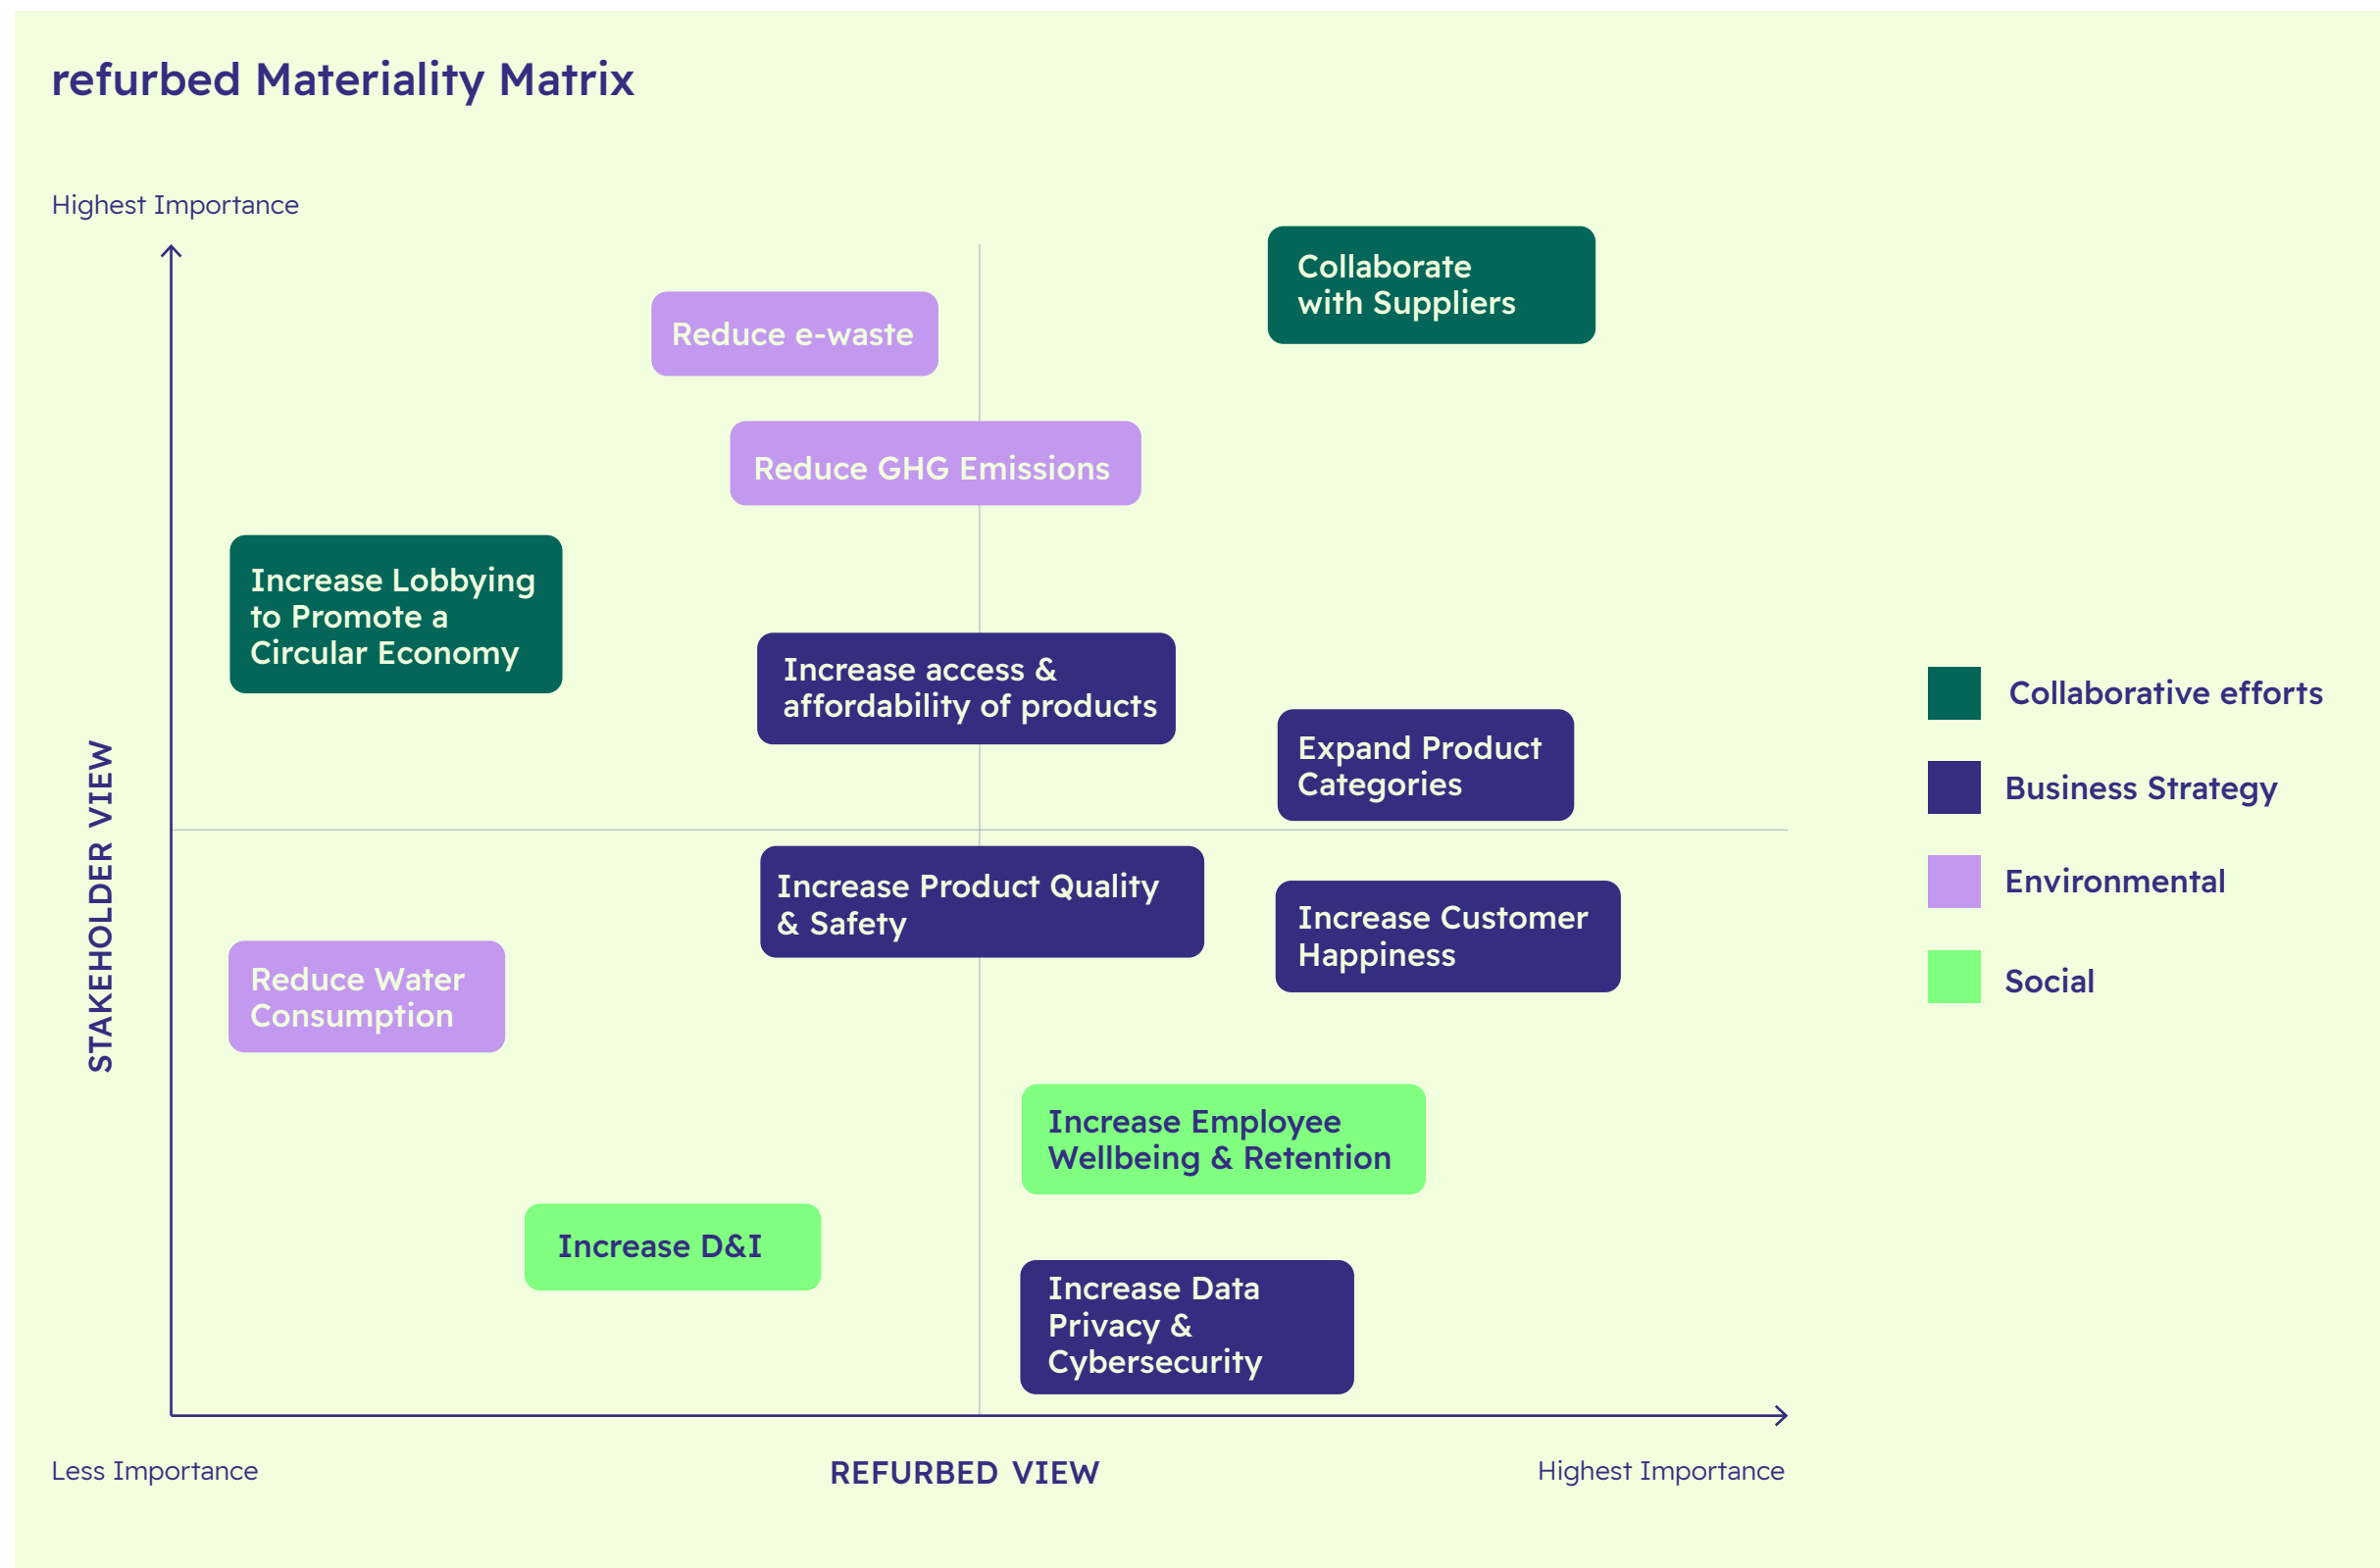 refurbed Materiality Matrix
Highest Importance
Collaborate
with Suppliers
Reduce e-waste
Reduce GHG Emissions
Increase Lobbying
to Promote a
Circular Economy
Increase access &
affordability of products
Expand Product
Categories
STAKEHOLDER VIEW
Increase Product Quality
& Safety
Increase Customer
Happiness
Reduce Water
Consumption
Increase Employee
Wellbeing & Retention
Increase D&I
Increase Data
Privacy &
Cybersecurity
Less Importance
REFURBED VIEW
Highest Importance
Collaborative efforts
Business Strategy
Environmental
Social